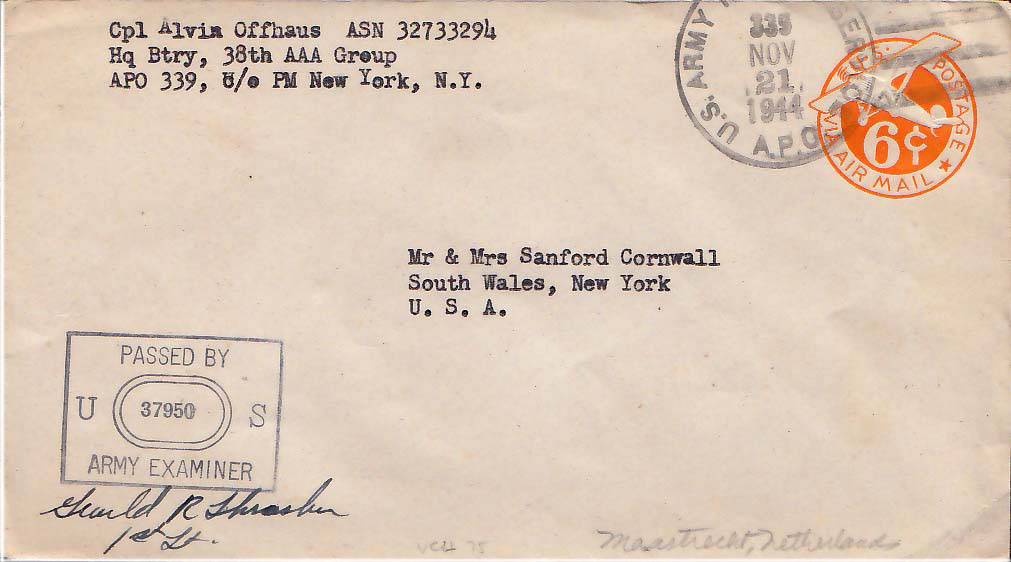 Cpl Alvin Offhaus ASN 32733294
Hq Btry, 38th AAA Group
APO 339, c/o PM New York, N.Y.
U.S. ARMY
339
NOV
21
1944
A.P.O.
U.S. POSTAGE
6¢
VIA AIR MAIL
Mr & Mrs Sanford Cornwall
South Wales, New York
U. S. A.
PASSED BY
U 37950 S
ARMY EXAMINER
Gerald R Thrasher
1st Lt.
Maastrecht, Netherlands